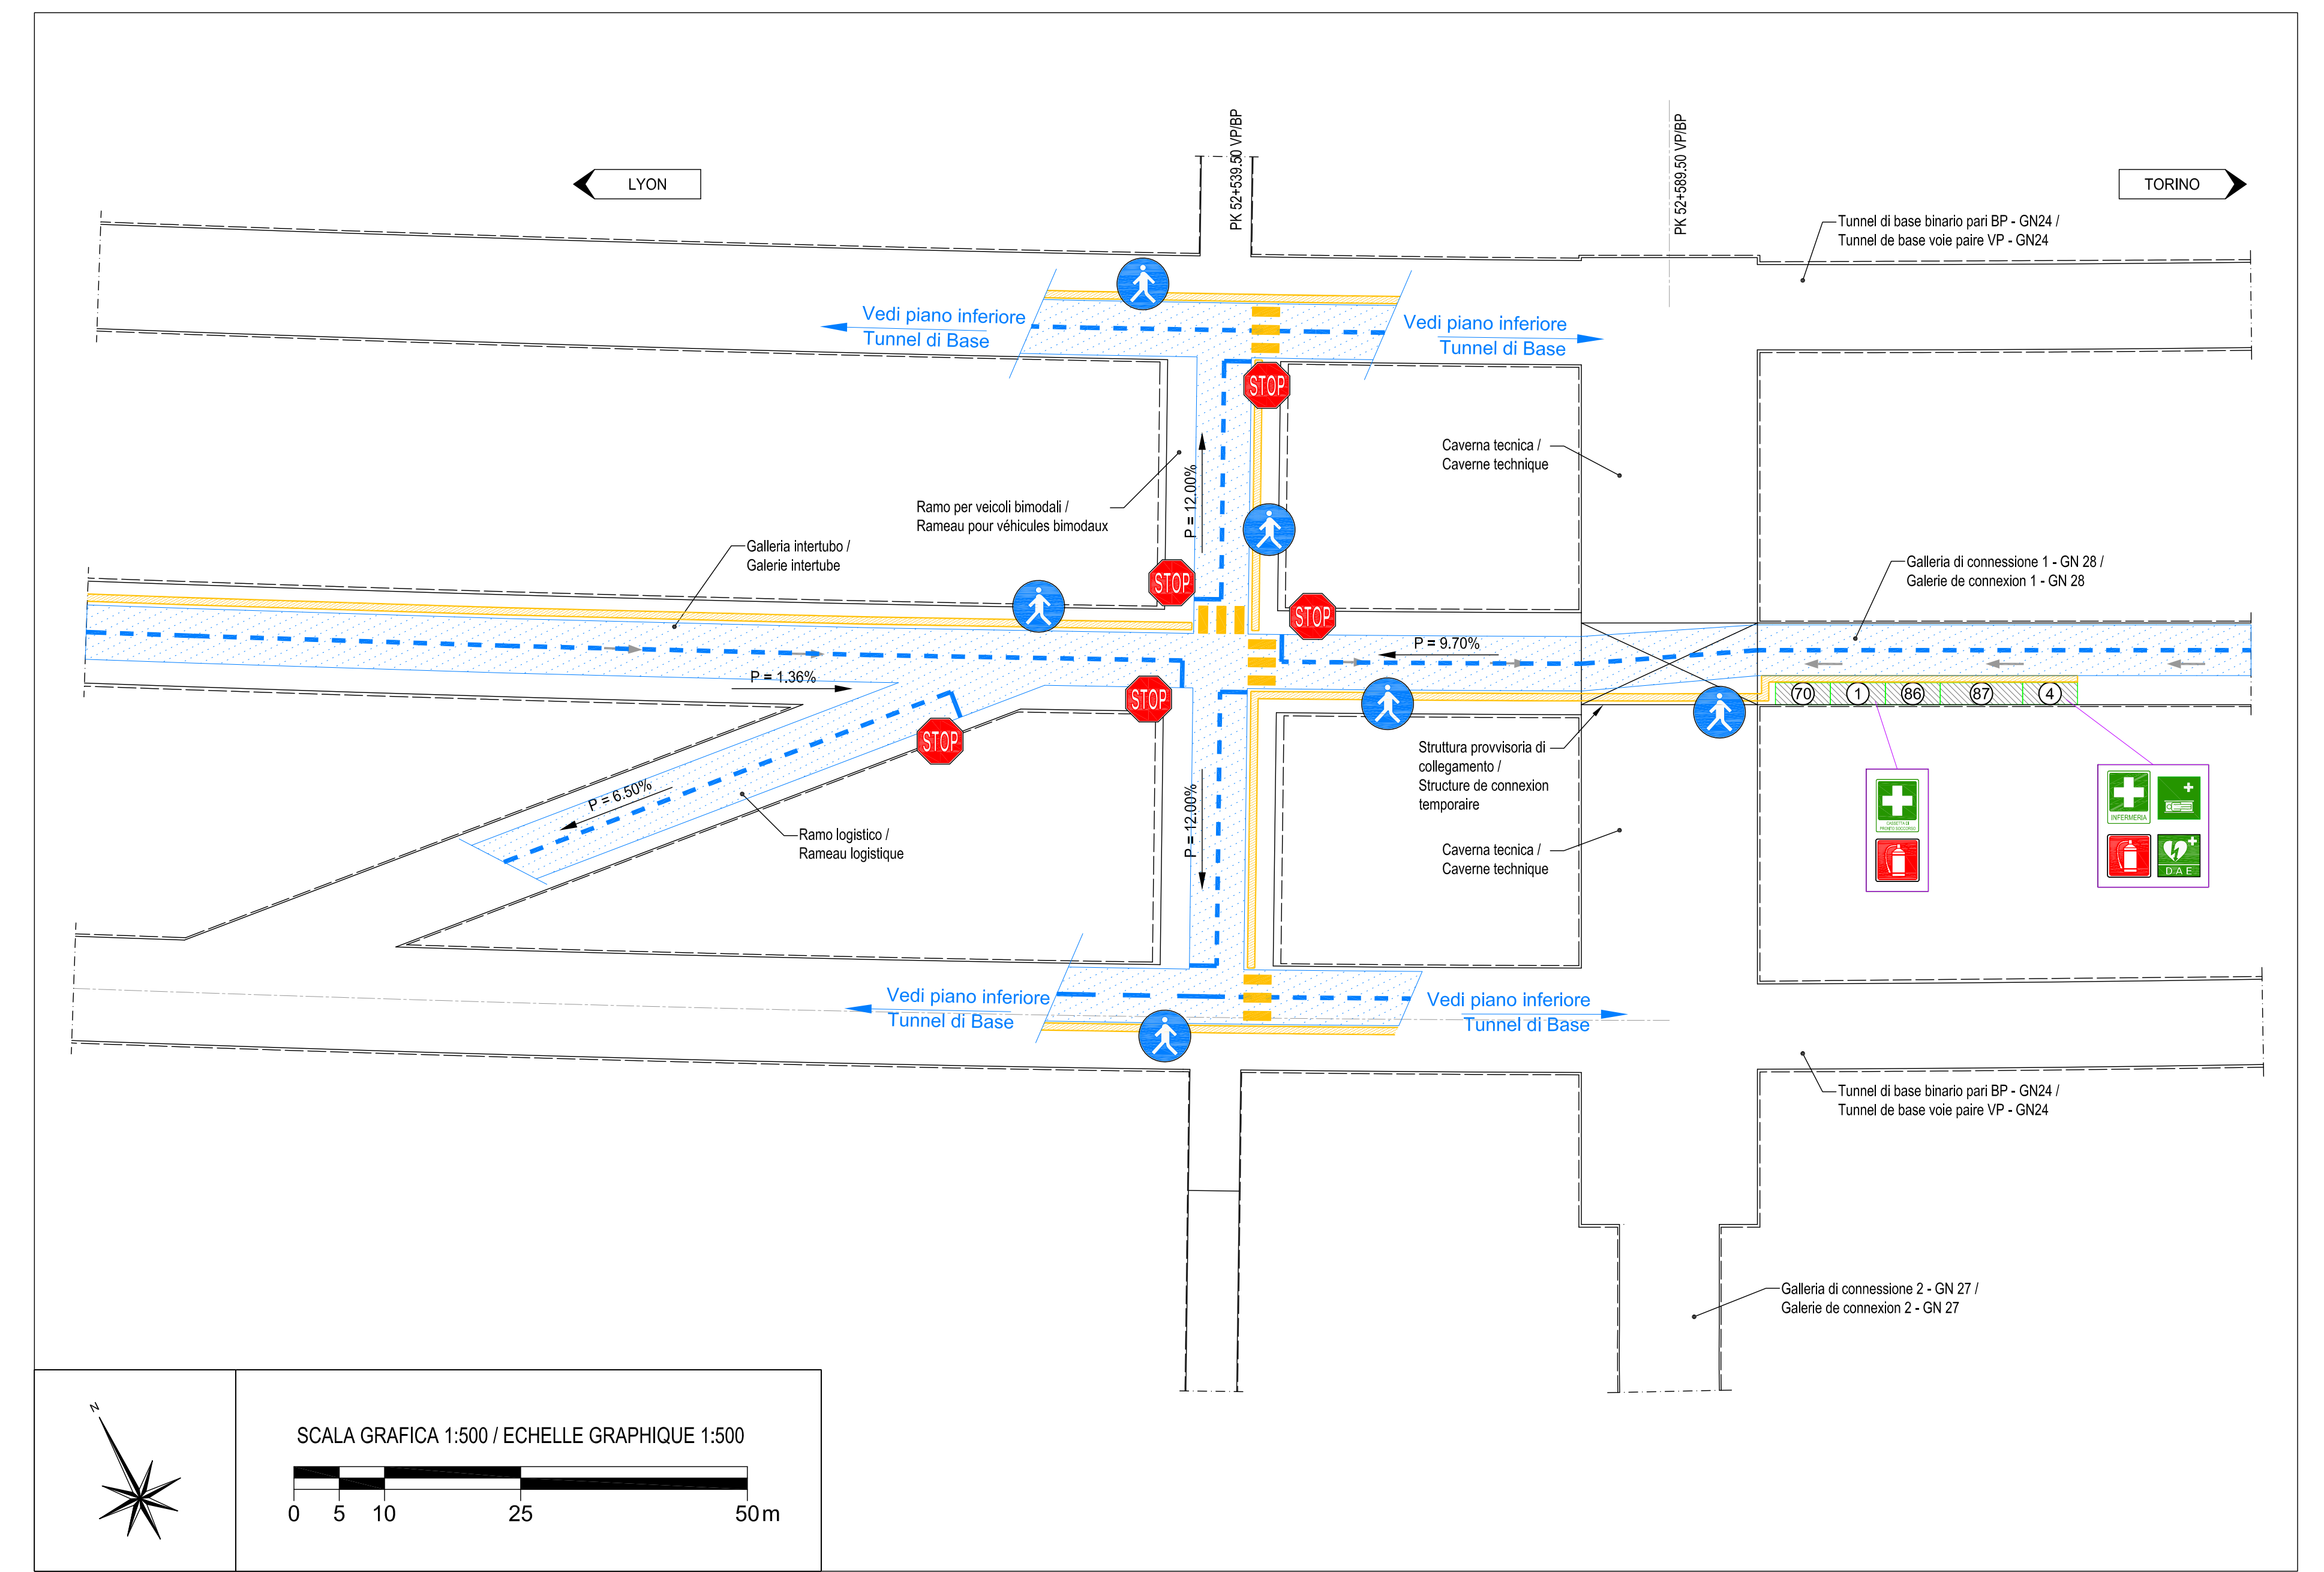 PK 52+539.50 VP/BP
PK 52+589.50 VP/BP
LYON
TORINO
Tunnel di base binario pari BP - GN24 /
Tunnel de base voie paire VP - GN24
Vedi piano inferiore
Tunnel di Base
Vedi piano inferiore
Tunnel di Base
STOP
Caverna tecnica /
Caverne technique
P = 12.00%
Ramo per veicoli bimodali /
Rameau pour véhicules bimodaux
Galleria intertubo /
Galerie intertube
STOP
STOP
Galleria di connessione 1 - GN 28 /
Galerie de connexion 1 - GN 28
P = 9.70%
P = 1.36%
STOP
70
1
86
87
4
STOP
Struttura provvisoria di
collegamento /
Structure de connexion
temporaire
P = 6.50%
P = 12.00%
Ramo logistico /
Rameau logistique
Caverna tecnica /
Caverne technique
CASSETTA DI
PRONTO SOCCORSO
INFERMERIA
DAE
Vedi piano inferiore
Tunnel di Base
Vedi piano inferiore
Tunnel di Base
Tunnel di base binario pari BP - GN24 /
Tunnel de base voie paire VP - GN24
Galleria di connessione 2 - GN 27 /
Galerie de connexion 2 - GN 27
N
SCALA GRAFICA 1:500 / ECHELLE GRAPHIQUE 1:500
0 5 10 25 50 m